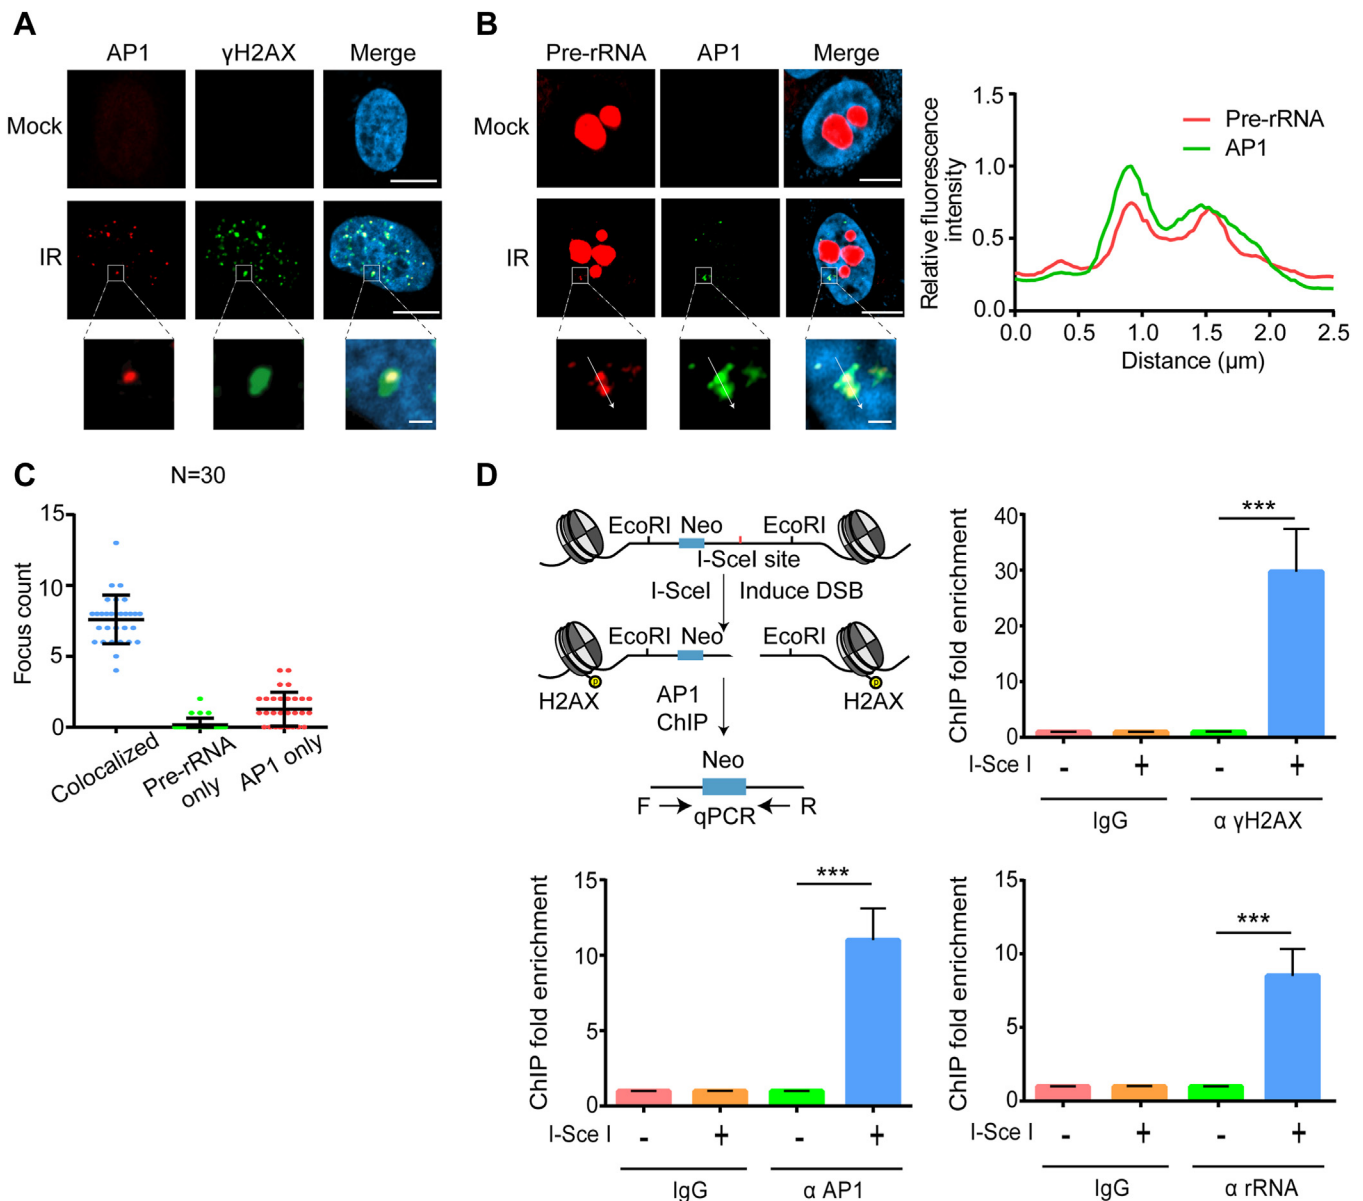 A
AP1 γH2AX Merge
Mock
IR
B
Pre-rRNA AP1 Merge
Mock
IR
Relative fluorescence
intensity
1.5
1.0
0.5
0.0
Pre-rRNA
AP1
0.0 0.5 1.0 1.5 2.0 2.5
Distance (μm)
C
N=30
Focus count
15
10
5
0
Colocalized
Pre-rRNA
only
AP1 only
D
EcoRI Neo EcoRI
I-SceI site
I-SceI Induce DSB
EcoRI Neo EcoRI
H2AX p p H2AX
AP1
ChIP
Neo
F R
qPCR
ChIP fold enrichment
40
30
20
10
0
I-Sce I - + - +
IgG α γH2AX
***
ChIP fold enrichment
15
10
5
0
I-Sce I - + - +
IgG α AP1
***
ChIP fold enrichment
15
10
5
0
I-Sce I - + - +
IgG α rRNA
***